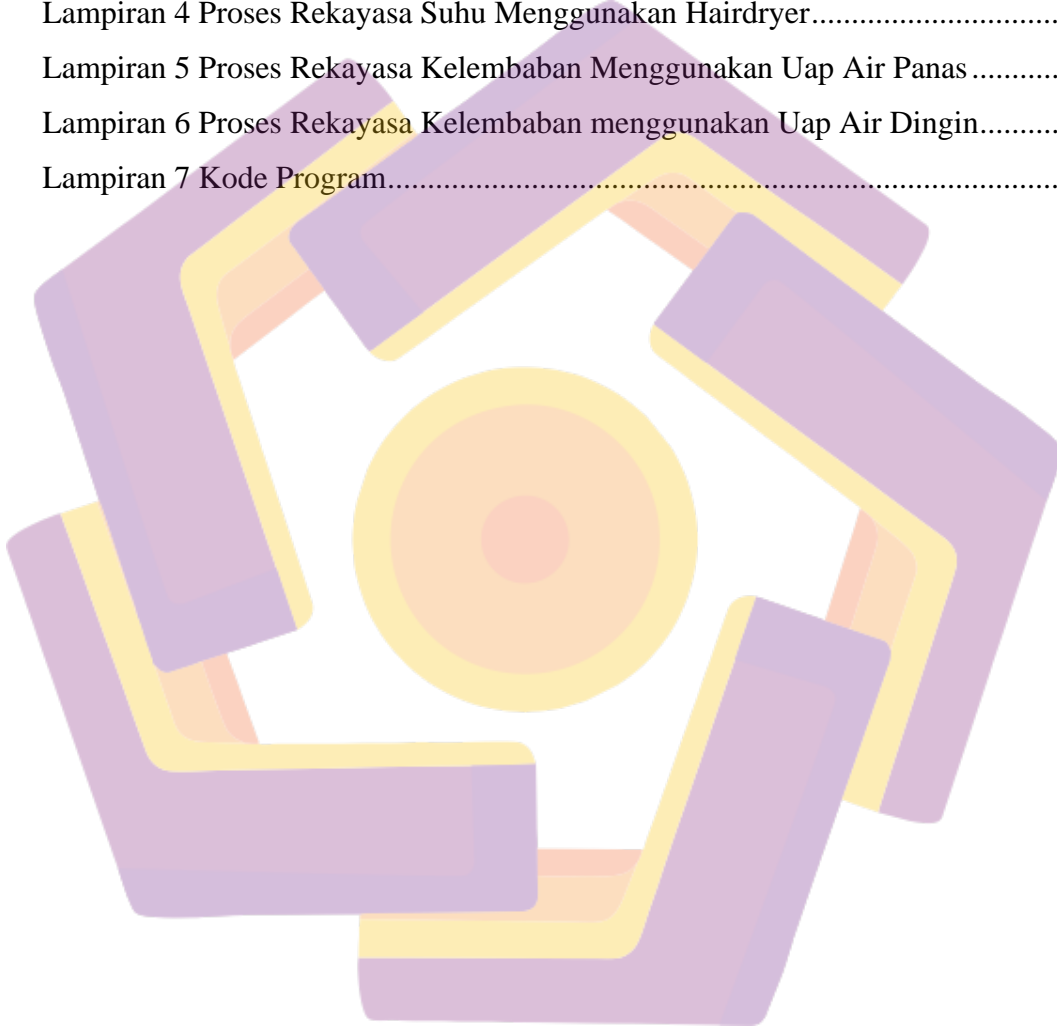 Lampiran 4 Proses Rekayasa Suhu Menggunakan Hairdryer...............................
Lampiran 5 Proses Rekayasa Kelembaban Menggunakan Uap Air Panas...........
Lampiran 6 Proses Rekayasa Kelembaban menggunakan Uap Air Dingin..........
Lampiran 7 Kode Program...................................................................................